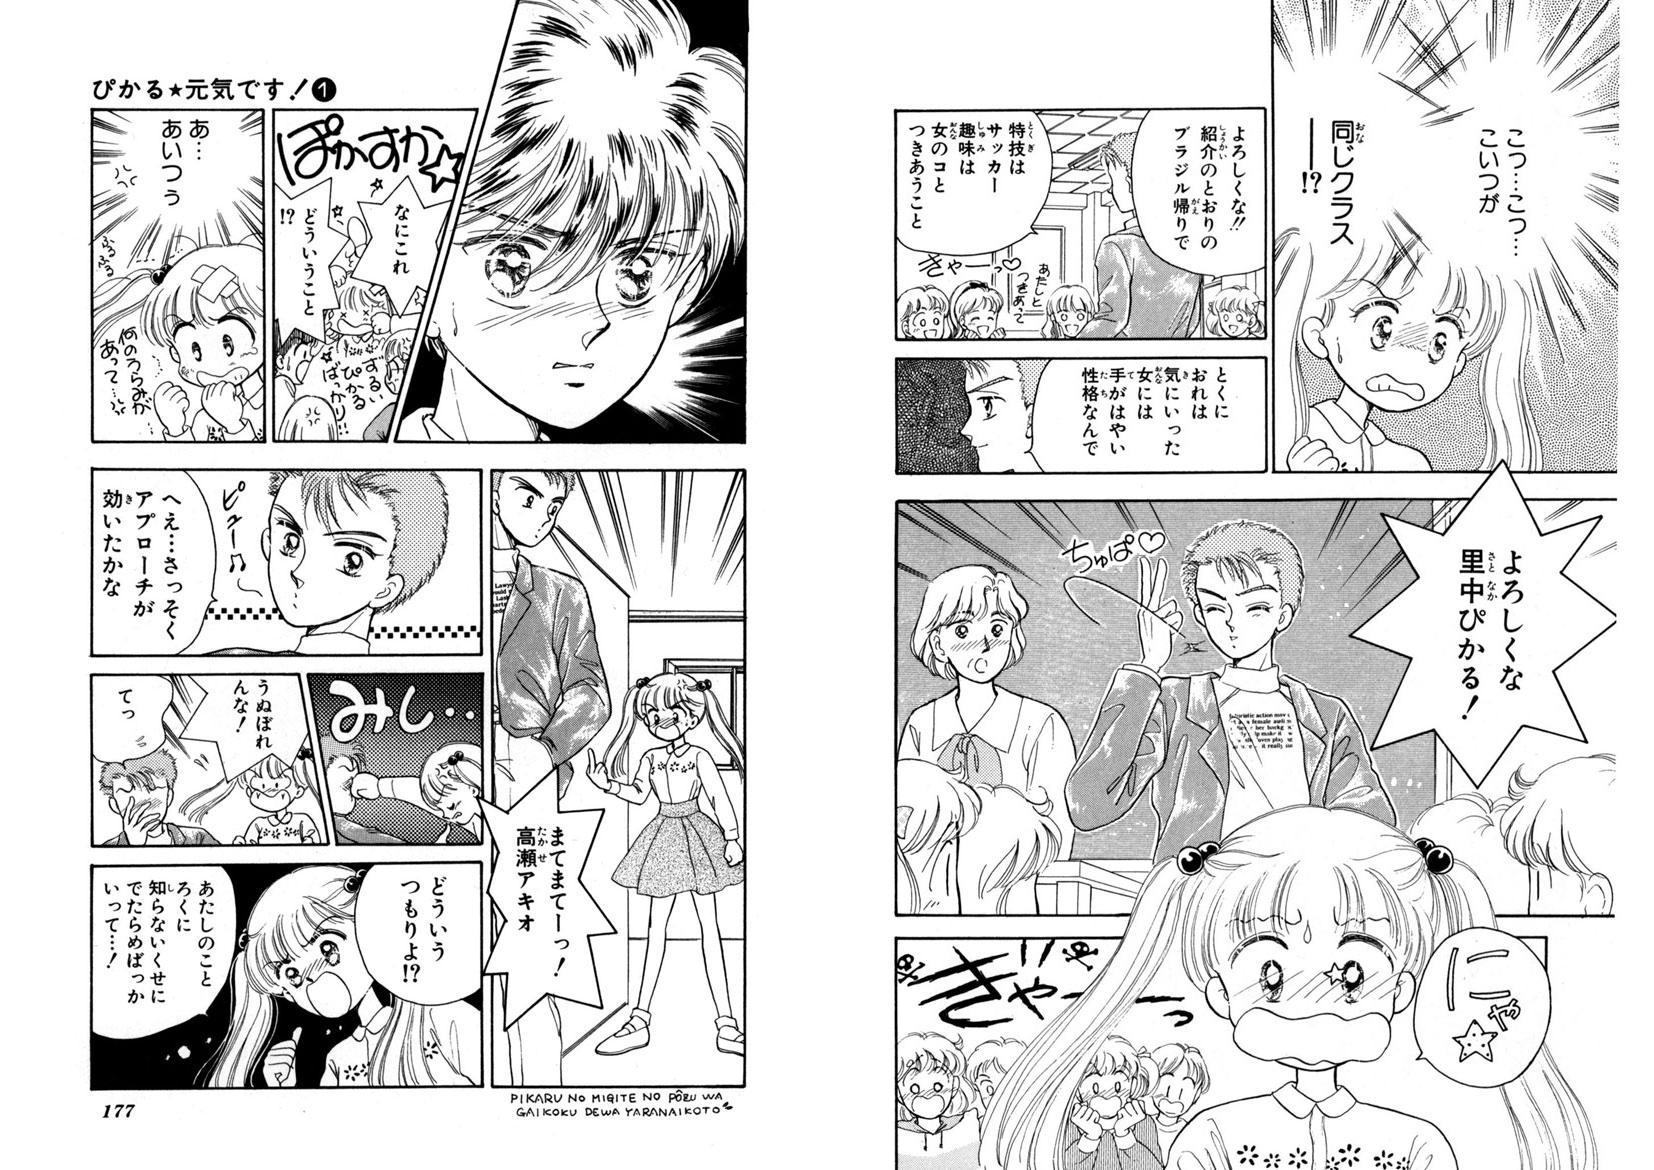 こっ…こっ…
こいつが
同じクラス
――!?
よろしくな!!
紹介のとおりの
ブラジル帰りで
特技は
サッカー
趣味は
女のコと
つきあうこと
きゃーっ♡
あたしと
つきあって
とくに
おれは
気にいった
女には
手がはやい
性格なんで
よろしくな
里中ぴかる!
ちゅぱ♡
にゃ☆
ぎゃーっ
ぴかる★元気です!❶
ぽかすか☆
なにこれ
どういうこと
!?
ずるい
ぴかる
ばっかり!!
あ…
あいつぅ
ふるふる
何のうらみが
あって…
まてまてーっ!
高瀬アキオ
ピュー♫
へえ…さっそく
アプローチが
効いたかな
みし‥
うぬぼれ
んな!
てっ
どういう
つもりよ!?
あたしのこと
ろくに
知らないくせに
でたらめばっか
いって…!
177
PIKARU NO MIGITE NO PÔZU WA
GAIKOKU DEWA YARANAIKOTO